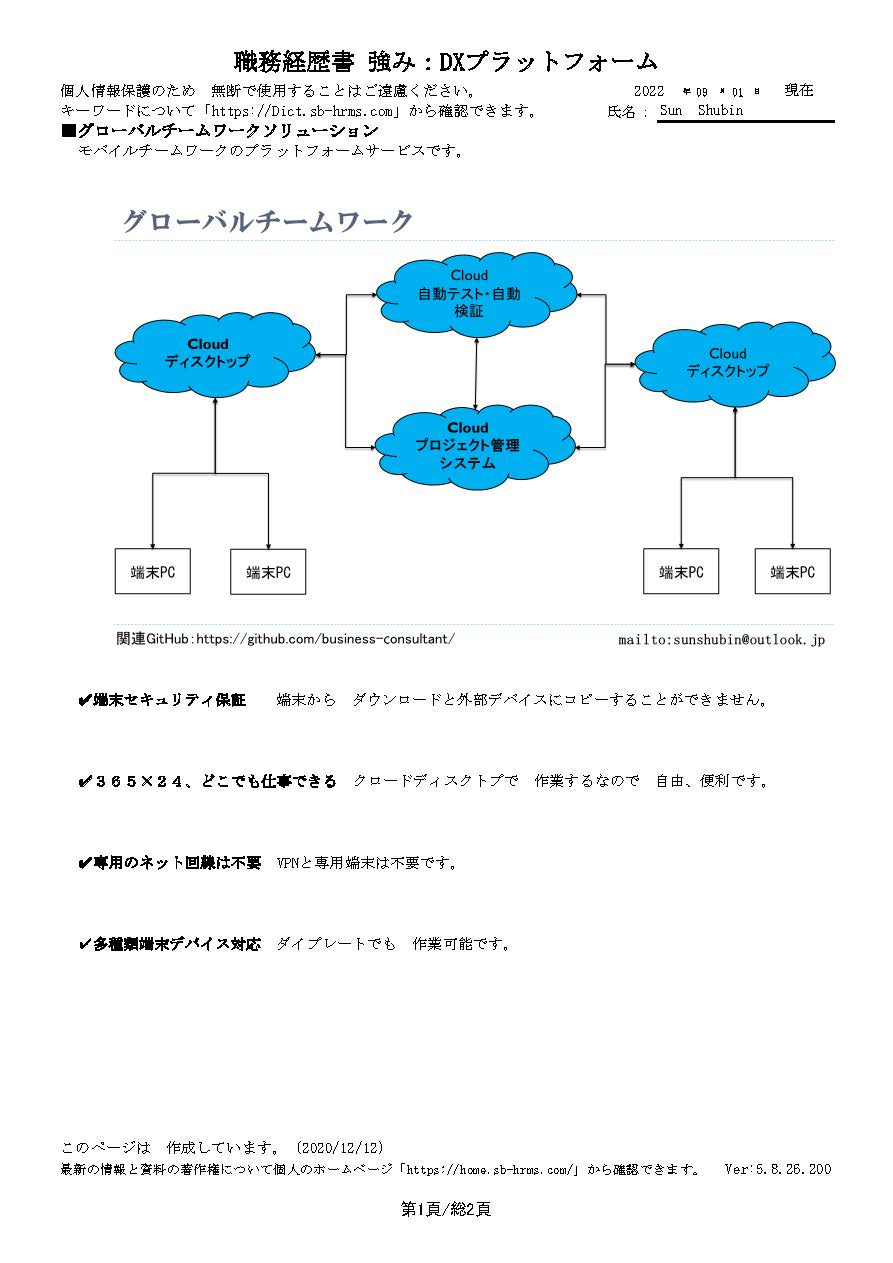 職務経歴書 強み：DXプラットフォーム
個人情報保護のため　無断で使用することはご遠慮ください。 2022 年 09 月 01 日 現在
キーワードについて「https://Dict.sb-hrms.com」から確認できます。 氏名： Sun Shubin
■グローバルチームワークソリューション
モバイルチームワークのプラットフォームサービスです。
グローバルチームワーク
Cloud
自動テスト・自動
検証
Cloud
ディスクトップ
Cloud
ディスクトップ
Cloud
プロジェクト管理
システム
端末PC
端末PC
端末PC
端末PC
関連GitHub：https://github.com/business-consultant/ mailto:sunshubin@outlook.jp
✔端末セキュリティ保証　　端末から　ダウンロードと外部デバイスにコピーすることができません。
✔３６５×２４、どこでも仕事できる　クロードディスクトプで　作業するなので　自由、便利です。
✔専用のネット回線は不要　VPNと専用端末は不要です。
✔多種類端末デバイス対応　ダイプレートでも　作業可能です。
このページは　作成しています。（2020/12/12）
最新の情報と資料の著作権について個人のホームページ「https://home.sb-hrms.com/」から確認できます。 Ver:5.8.26.200
第1頁/総2頁